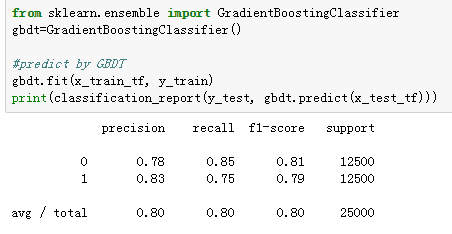 from sklearn.ensemble import GradientBoostingClassifier
gbdt=GradientBoostingClassifier()
#predict by GBDT
gbdt.fit(x_train_tf, y_train)
print(classification_report(y_test, gbdt.predict(x_test_tf)))
precision recall f1-score support
0 0.78 0.85 0.81 12500
1 0.83 0.75 0.79 12500
avg / total 0.80 0.80 0.80 25000